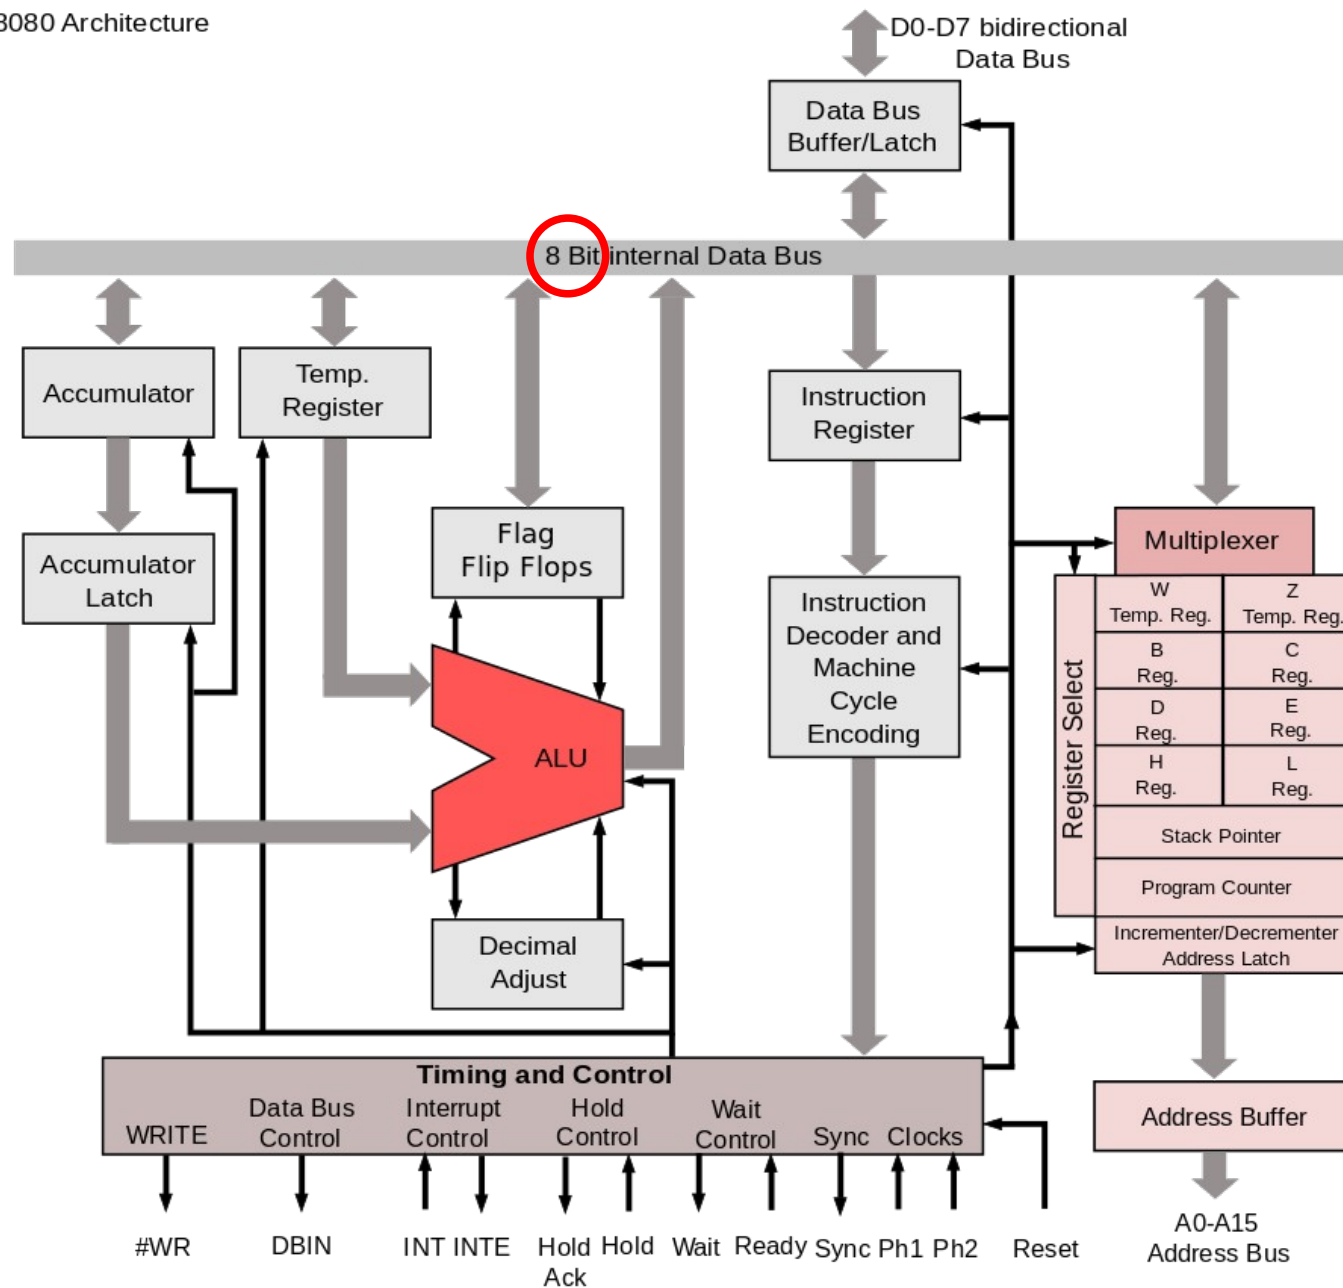 8080 Architecture
D0-D7 bidirectional
Data Bus
Data Bus
Buffer/Latch
8 Bit internal Data Bus
Accumulator
Temp.
Register
Instruction
Register
Flag
Flip Flops
Multiplexer
Accumulator
Latch
Instruction
Decoder and
Machine
Cycle
Encoding
Register Select
W
Temp. Reg.
Z
Temp. Reg.
B
Reg.
C
Reg.
D
Reg.
E
Reg.
H
Reg.
L
Reg.
ALU
Stack Pointer
Program Counter
Incrementer/Decrementer
Address Latch
Decimal
Adjust
Timing and Control
WRITE
Data Bus
Control
Interrupt
Control
Hold
Control
Wait
Control
Sync
Clocks
Address Buffer
#WR
DBIN
INT
INTE
Hold
Ack
Hold
Wait
Ready
Sync
Ph1
Ph2
Reset
A0-A15
Address Bus